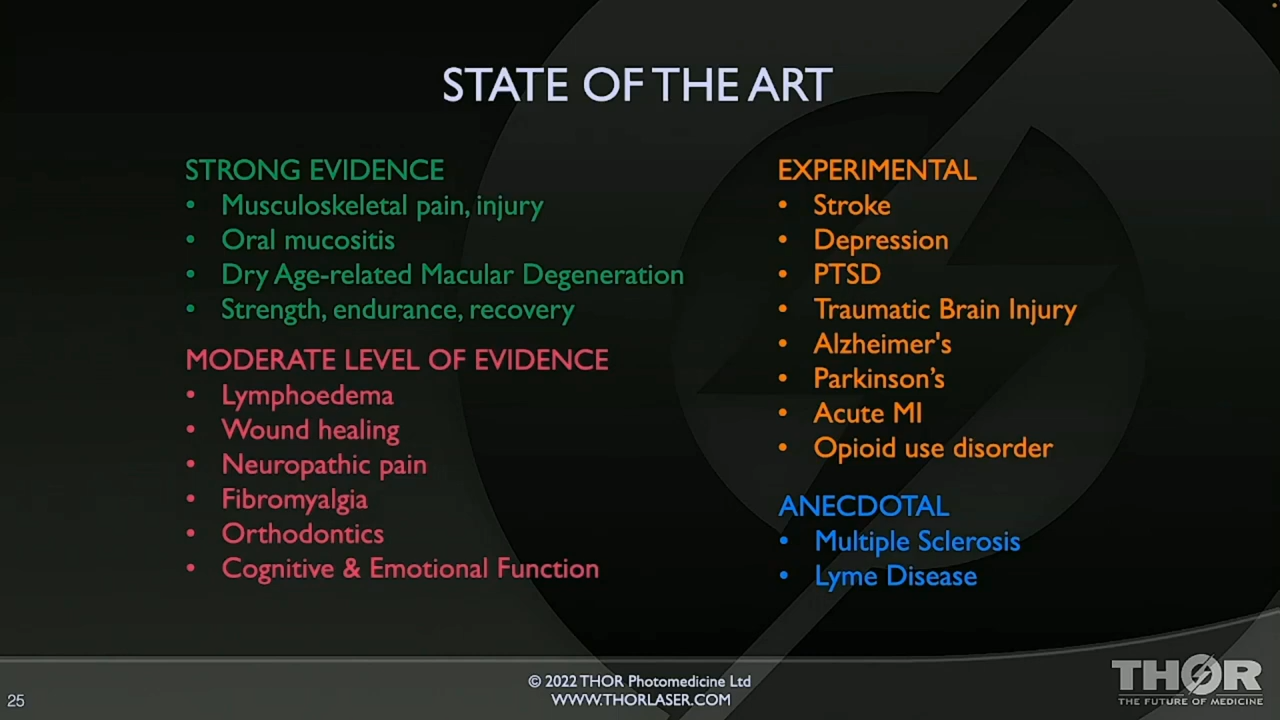 STATE OF THE ART
STRONG EVIDENCE
• Musculoskeletal pain, injury
• Oral mucositis
• Dry Age-related Macular Degeneration
• Strength, endurance, recovery
MODERATE LEVEL OF EVIDENCE
• Lymphoedema
• Wound healing
• Neuropathic pain
• Fibromyalgia
• Orthodontics
• Cognitive & Emotional Function
EXPERIMENTAL
• Stroke
• Depression
• PTSD
• Traumatic Brain Injury
• Alzheimer's
• Parkinson’s
• Acute MI
• Opioid use disorder
ANECDOTAL
• Multiple Sclerosis
• Lyme Disease
25
© 2022 THOR Photomedicine Ltd
WWW.THORLASER.COM
THOR
THE FUTURE OF MEDICINE